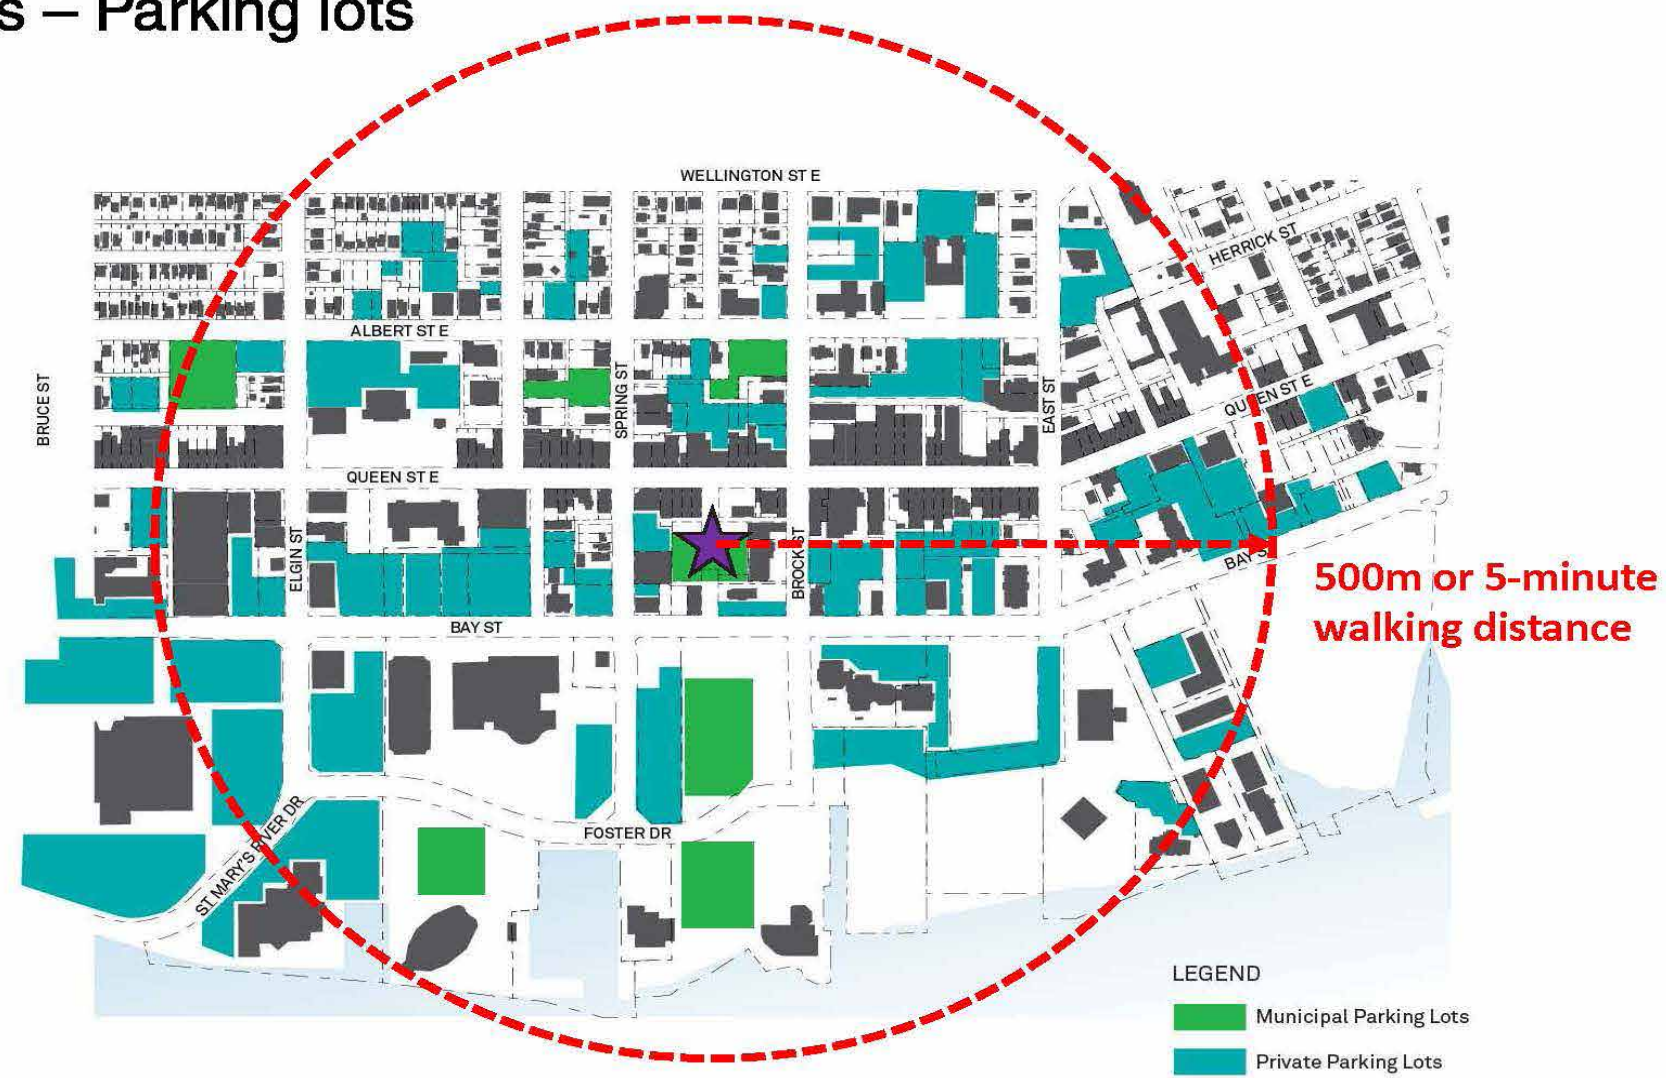 s – Parking lots
WELLINGTON ST E
HERRICK ST
ALBERT ST E
BRUCE ST
SPRING ST
EAST ST
QUEEN ST E
QUEEN ST E
ELGIN ST
BROCK ST
BAY S
500m or 5-minute
walking distance
BAY ST
ST MARY'S RIVER DR
FOSTER DR
LEGEND
Municipal Parking Lots
Private Parking Lots